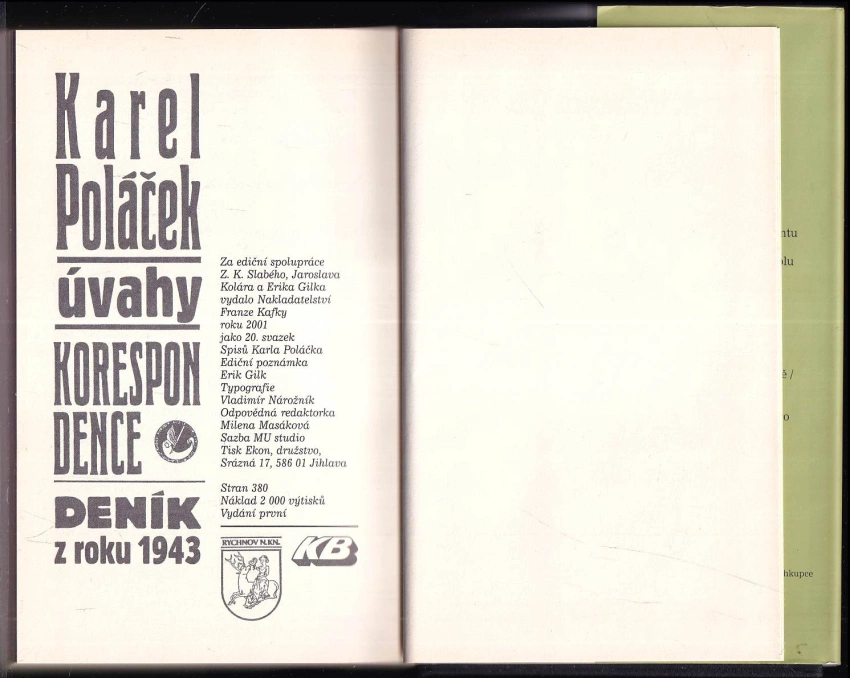 Karel
Poláček
úvahy
KORESPON
DENCE
DENÍK
z roku 1943
Za ediční spolupráce
Z. K. Slabého, Jaroslava
Kolára a Erika Gilka
vydalo Nakladatelství
Franze Kafky
roku 2001
jako 20. svazek
Spisů Karla Poláčka
Ediční poznámka
Erik Gilk
Typografie
Vladimír Nárožník
Odpovědná redaktorka
Milena Masáková
Sazba MU studio
Tisk Ekon, družstvo,
Srázná 17, 586 01 Jihlava
Stran 380
Náklad 2 000 výtisků
Vydání první
RYCHNOV N.KN.
KB